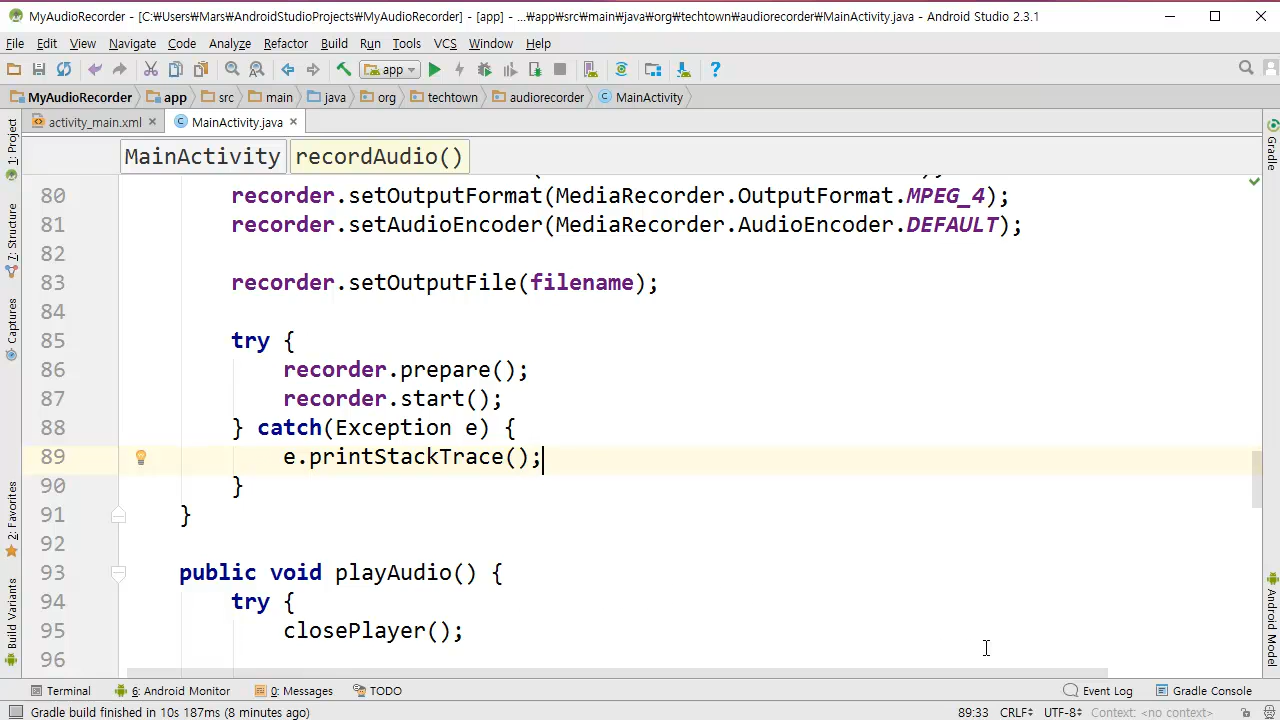 MyAudioRecorder - [C:₩Users₩Mars₩AndroidStudioProjects₩MyAudioRecorder] - [app] - ...₩app₩src₩main₩java₩org₩techtown₩audiorecorder₩MainActivity.java - Android Studio 2.3.1
File Edit View Navigate Code Analyze Refactor Build Run Tools VCS Window Help
app
MyAudioRecorder app src main java org techtown audiorecorder MainActivity
activity_main.xml MainActivity.java
MainActivity recordAudio()
80 recorder.setOutputFormat(MediaRecorder.OutputFormat.MPEG_4);
81 recorder.setAudioEncoder(MediaRecorder.AudioEncoder.DEFAULT);
82
83 recorder.setOutputFile(filename);
84
85 try {
86 recorder.prepare();
87 recorder.start();
88 } catch(Exception e) {
89 e.printStackTrace();
90 }
91 }
92
93 public void playAudio() {
94 try {
95 closePlayer();
96
1: Project
7: Structure
Captures
2: Favorites
Build Variants
Gradle
Android Model
Terminal 6: Android Monitor 0: Messages TODO Event Log Gradle Console
Gradle build finished in 10s 187ms (8 minutes ago) 89:33 CRLF UTF-8 Context: <no context>